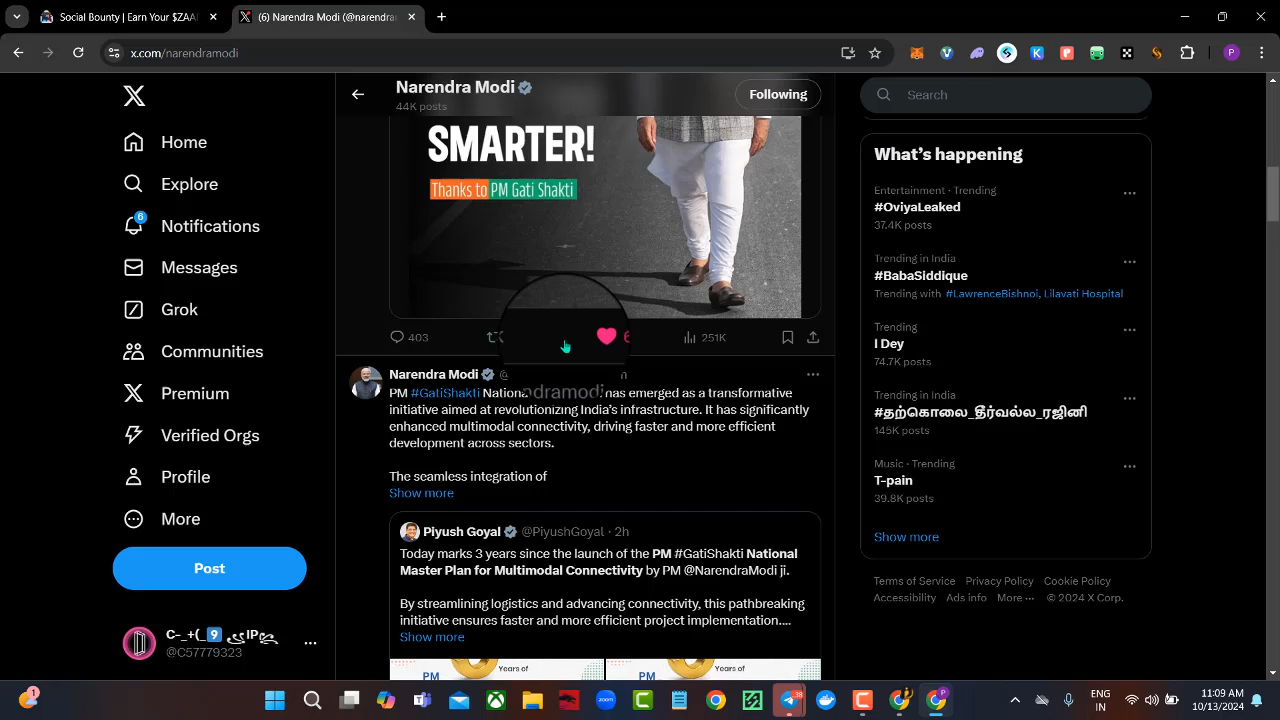 Social Bounty | Earn Your $ZAA
(6) Narendra Modi (@narendra
x.com/narendramodi
P
Home
Explore
6
Notifications
Messages
Grok
Communities
Premium
Verified Orgs
Profile
More
Post
@C57779323
Narendra Modi
44K posts
Following
SMARTER!
Thanks to PM Gati Shakti
403
6
251K
Narendra Modi @
ndramodi
PM #GatiShakti Nationa has emerged as a transformative
initiative aimed at revolutionizing India's infrastructure. It has significantly
enhanced multimodal connectivity, driving faster and more efficient
development across sectors.
The seamless integration of
Show more
Piyush Goyal @PiyushGoyal · 2h
Today marks 3 years since the launch of the PM #GatiShakti National
Master Plan for Multimodal Connectivity by PM @NarendraModi ji.
By streamlining logistics and advancing connectivity, this pathbreaking
initiative ensures faster and more efficient project implementation....
Show more
PM
Years of
PM
Years of
Search
What's happening
Entertainment · Trending
#OviyaLeaked
37.4K posts
Trending in India
#BabaSiddique
Trending with #LawrenceBishnoi, Lilavati Hospital
Trending
I Dey
74.7K posts
Trending in India
#தற்கொலை_தீர்வல்ல_ரஜினி
145K posts
Music · Trending
T-pain
39.8K posts
Show more
Terms of Service Privacy Policy Cookie Policy
Accessibility Ads info More ··· © 2024 X Corp.
1
zoom
38
P
ENG
IN
11:09 AM
10/13/2024